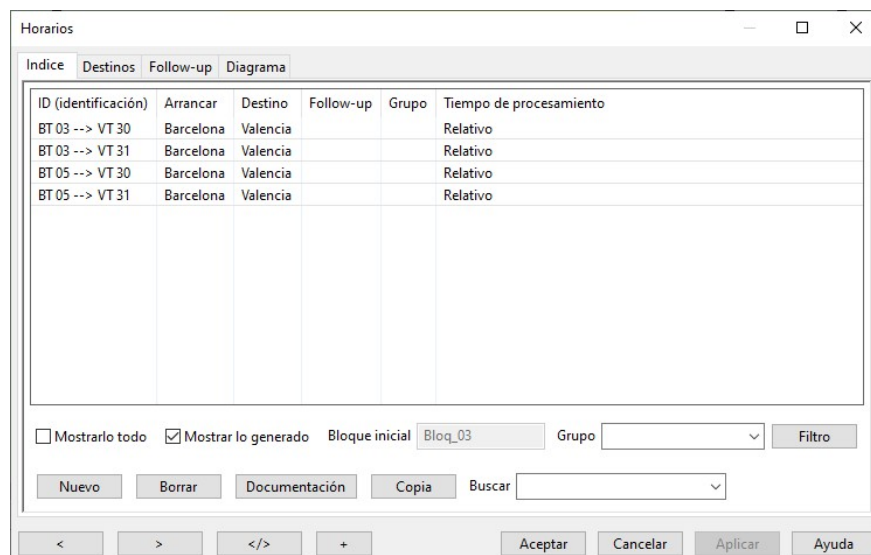 Horarios
Indice Destinos Follow-up Diagrama
ID (identificación) Arrancar Destino Follow-up Grupo Tiempo de procesamiento
BT 03 --> VT 30 Barcelona Valencia Relativo
BT 03 --> VT 31 Barcelona Valencia Relativo
BT 05 --> VT 30 Barcelona Valencia Relativo
BT 05 --> VT 31 Barcelona Valencia Relativo
Mostrarlo todo Mostrar lo generado Bloque inicial Bloq_03 Grupo Filtro
Nuevo Borrar Documentación Copia Buscar
< > </> + Aceptar Cancelar Aplicar Ayuda